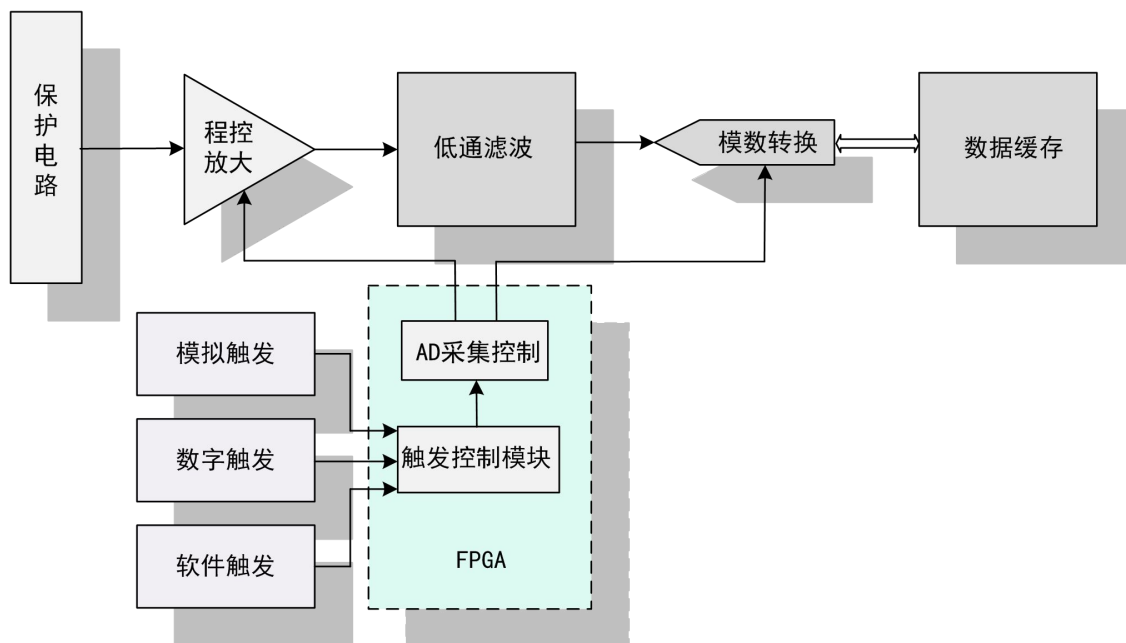 保护电路
程控
放大
低通滤波
模数转换
数据缓存
模拟触发
AD采集控制
数字触发
触发控制模块
软件触发
FPGA